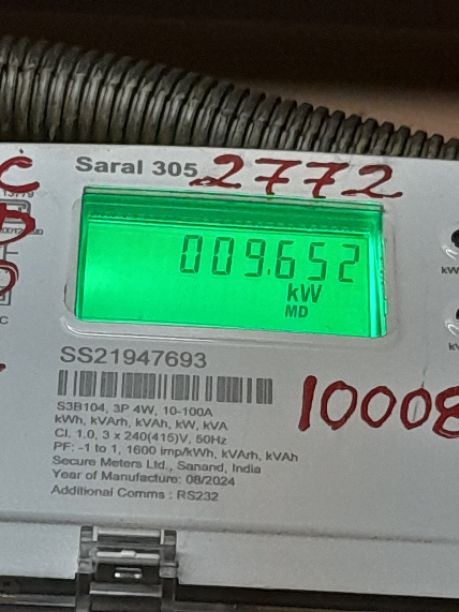 Saral 305 2772
009.652
kW
MD
SS21947693
S3B104, 3P 4W, 10-100A
kWh, kVArh, kVAh, kW, kVA
Cl. 1.0, 3 x 240(415)V, 50Hz
PF: -1 to 1, 1600 imp/kWh, kVArh, kVAh
Secure Meters Ltd., Sanand, India
Year of Manufacture: 08/2024
Additional Comms : RS232
10008